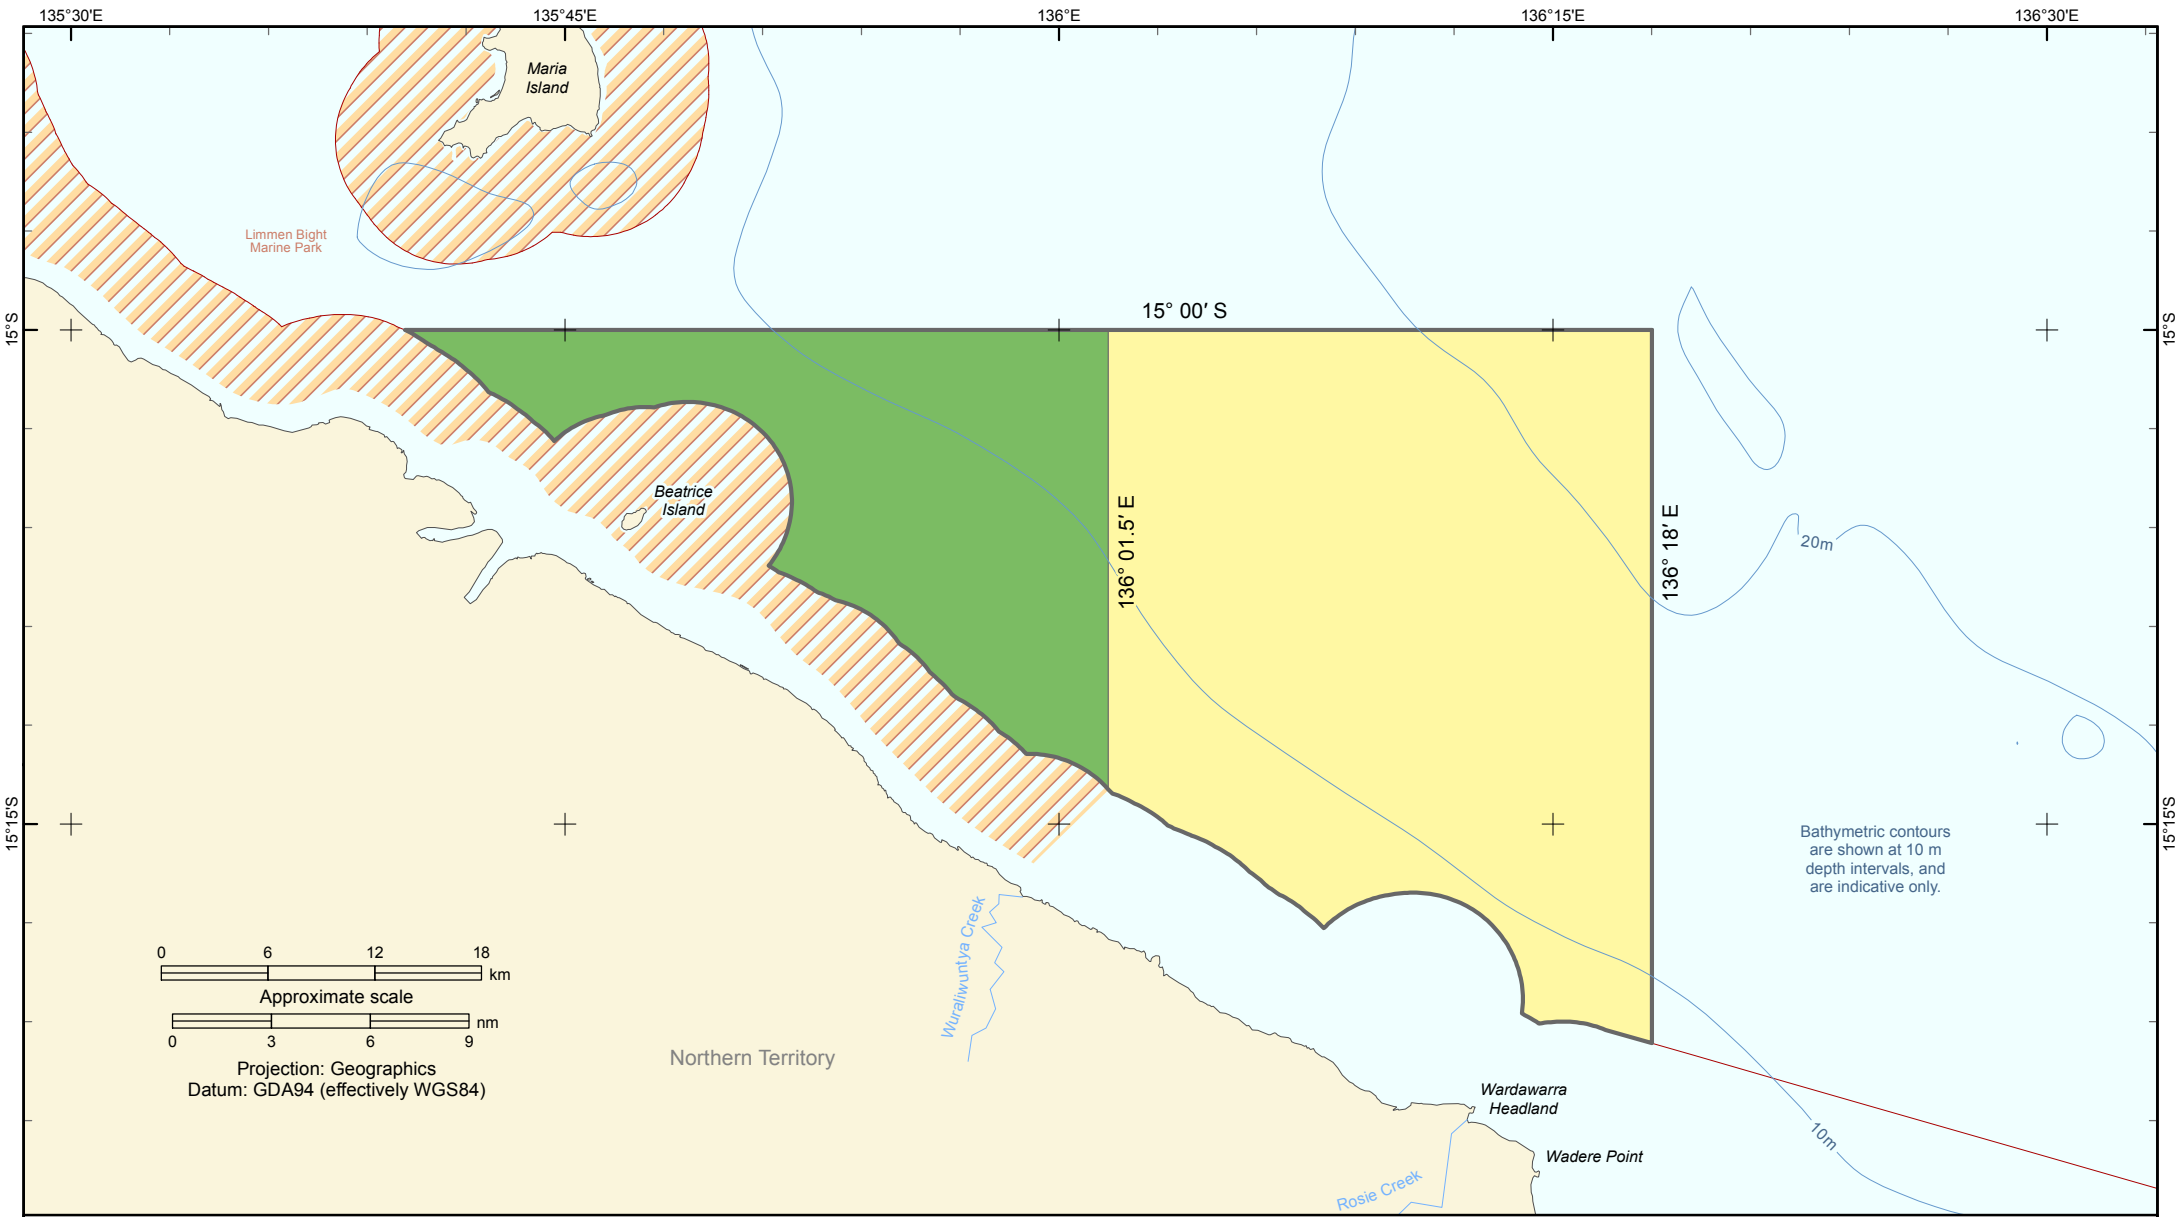 135°30'E
135°45'E
136°E
136°15'E
136°30'E
Maria
Island
Limmen Bight
Marine Park
15° 00′ S
15°S
15°S
Beatrice
Island
136° 01.5′ E
136° 18′ E
20m
15°15'S
15°15'S
Bathymetric contours
are shown at 10 m
depth intervals, and
are indicative only.
Wuraliwuntya Creek
0 6 12 18
km
Approximate scale
nm
0 3 6 9
Projection: Geographics
Datum: GDA94 (effectively WGS84)
Northern Territory
Wardawarra
Headland
10m
Wadere Point
Rosie Creek